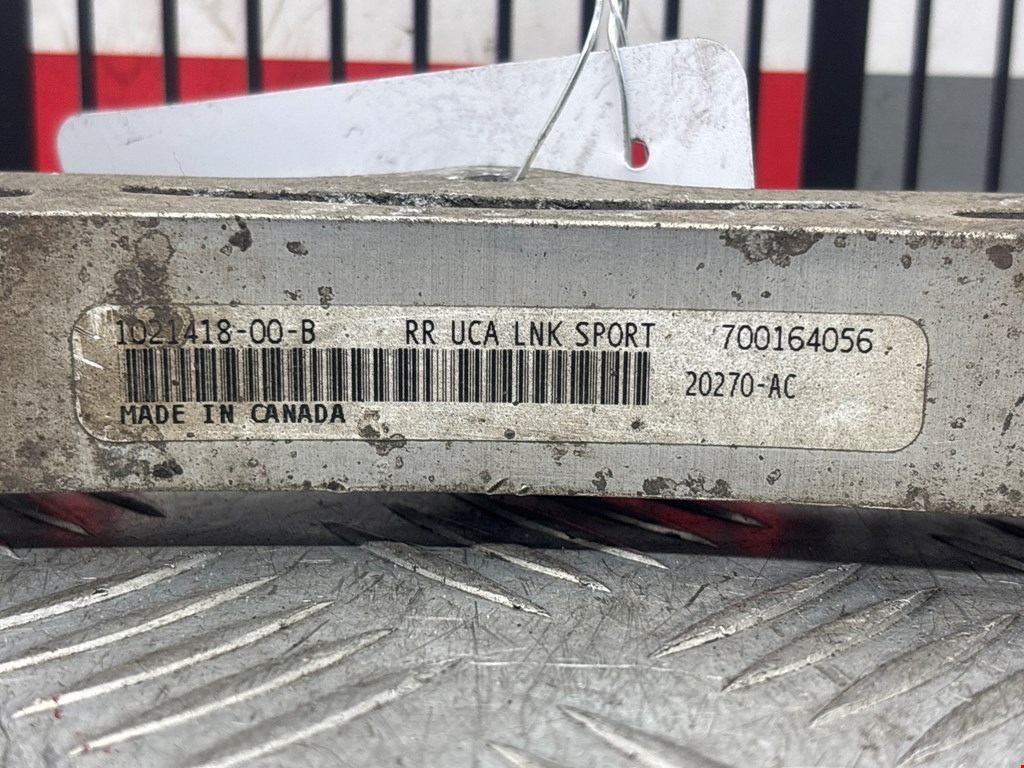 1021418-00-B RR UCA LNK SPORT 700164056
20270-AC
MADE IN CANADA